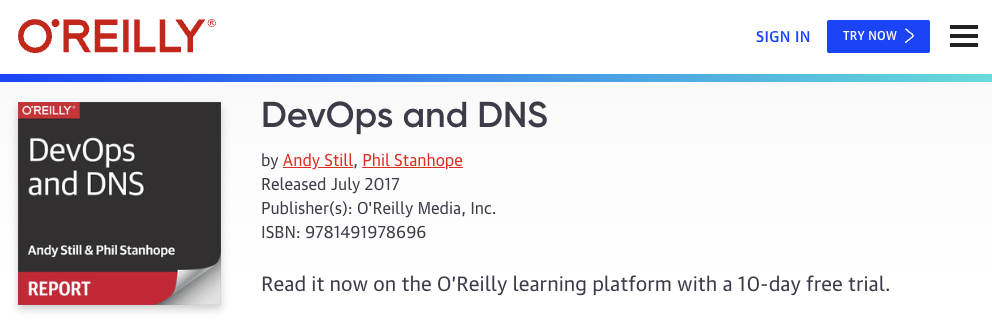 O'REILLY®
SIGN IN
TRY NOW
O'REILLY®
DevOps
and DNS
Andy Still & Phil Stanhope
REPORT
DevOps and DNS
by Andy Still, Phil Stanhope
Released July 2017
Publisher(s): O'Reilly Media, Inc.
ISBN: 9781491978696
Read it now on the O’Reilly learning platform with a 10-day free trial.